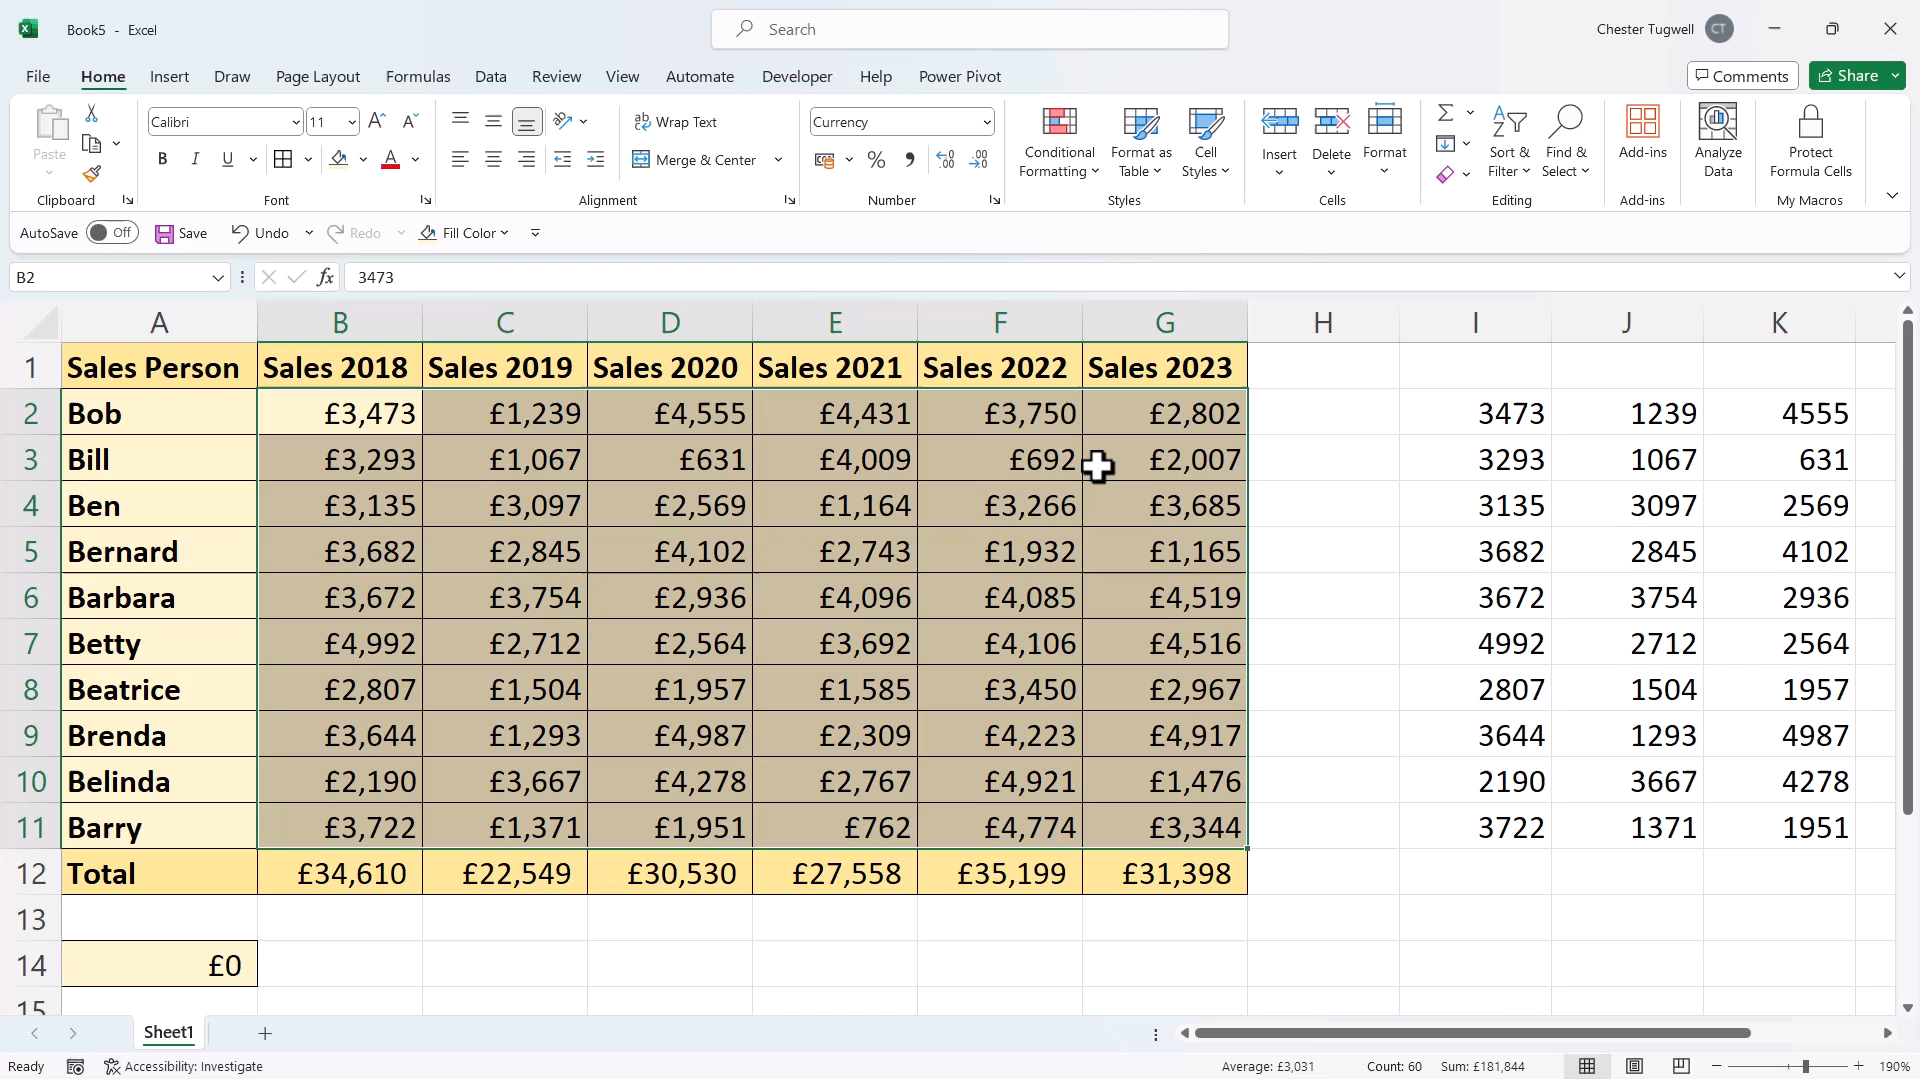 Book5 - Excel
Search
Chester Tugwell CT
File Home Insert Draw Page Layout Formulas Data Review View Automate Developer Help Power Pivot
Comments Share
Paste
Clipboard
Calibri 11
B I U A
Font
Wrap Text
Merge & Center
Alignment
Currency
%
Number
Conditional Formatting
Format as Table
Cell Styles
Styles
Insert Delete Format
Cells
Sort & Filter
Find & Select
Editing
Add-ins
Add-ins
Analyze Data
Protect Formula Cells
My Macros
AutoSave Off Save Undo Redo Fill Color
B2 fx 3473
A B C D E F G H I J K
1 Sales Person Sales 2018 Sales 2019 Sales 2020 Sales 2021 Sales 2022 Sales 2023
2 Bob £3,473 £1,239 £4,555 £4,431 £3,750 £2,802 3473 1239 4555
3 Bill £3,293 £1,067 £631 £4,009 £692 £2,007 3293 1067 631
4 Ben £3,135 £3,097 £2,569 £1,164 £3,266 £3,685 3135 3097 2569
5 Bernard £3,682 £2,845 £4,102 £2,743 £1,932 £1,165 3682 2845 4102
6 Barbara £3,672 £3,754 £2,936 £4,096 £4,085 £4,519 3672 3754 2936
7 Betty £4,992 £2,712 £2,564 £3,692 £4,106 £4,516 4992 2712 2564
8 Beatrice £2,807 £1,504 £1,957 £1,585 £3,450 £2,967 2807 1504 1957
9 Brenda £3,644 £1,293 £4,987 £2,309 £4,223 £4,917 3644 1293 4987
10 Belinda £2,190 £3,667 £4,278 £2,767 £4,921 £1,476 2190 3667 4278
11 Barry £3,722 £1,371 £1,951 £762 £4,774 £3,344 3722 1371 1951
12 Total £34,610 £22,549 £30,530 £27,558 £35,199 £31,398
13
14 £0
15
Sheet1
Ready Accessibility: Investigate Average: £3,031 Count: 60 Sum: £181,844 190%